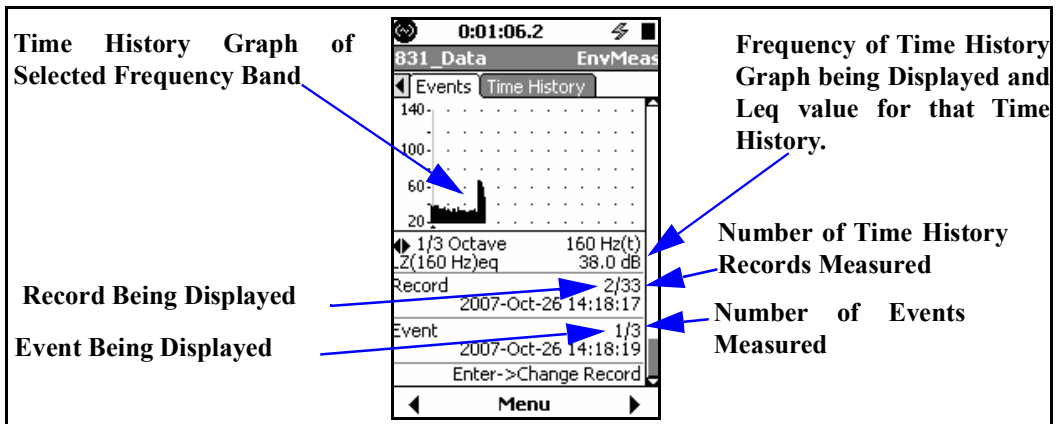 Time History Graph of
Selected Frequency Band
Record Being Displayed
Event Being Displayed
0:01:06.2
831_Data EnvMeas
Events Time History
140
100
60
20
1/3 Octave 160 Hz(t)
LZ(160 Hz)eq 38.0 dB
Record 2/33
2007-Oct-26 14:18:17
Event 1/3
2007-Oct-26 14:18:19
Enter->Change Record
Menu
Frequency of Time History
Graph being Displayed and
Leq value for that Time
History.
Number of Time History
Records Measured
Number of Events
Measured